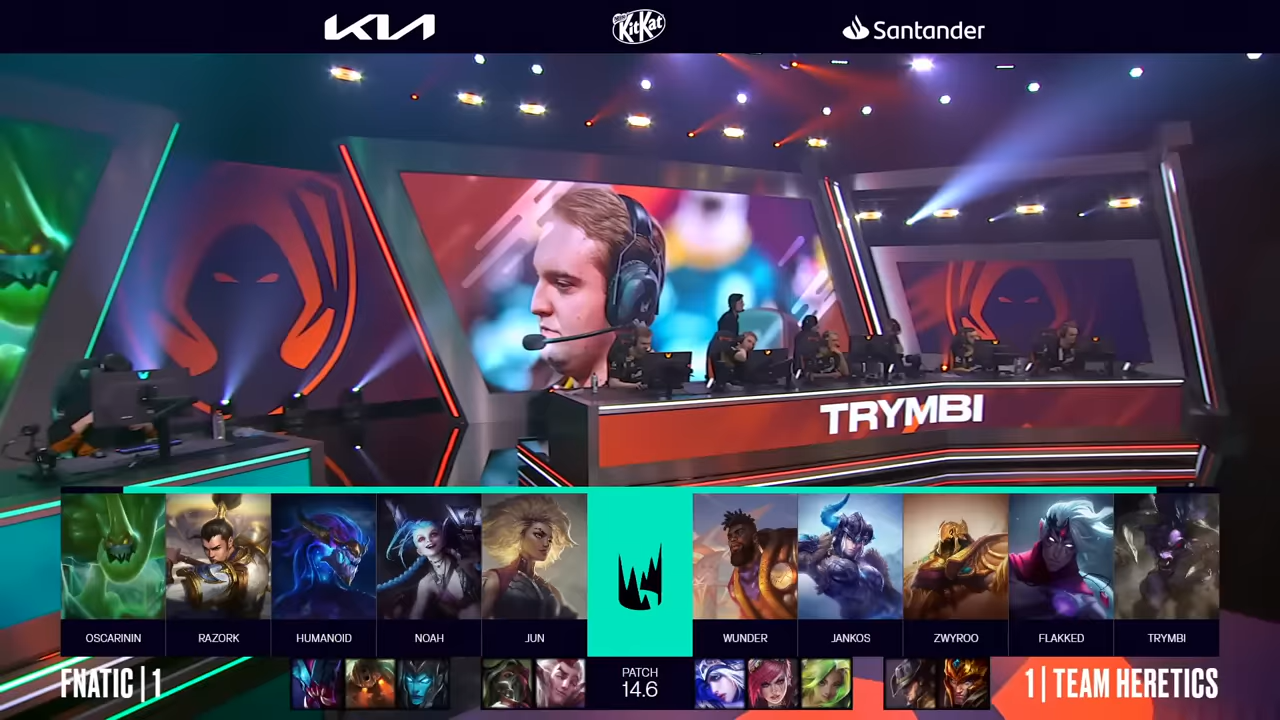 KIA
Nestle KitKat
Santander
TRYMBI
OSCARININ
RAZORK
HUMANOID
NOAH
JUN
WUNDER
JANKOS
ZWYROO
FLAKKED
TRYMBI
FNATIC | 1
PATCH
14.6
1 | TEAM HERETICS